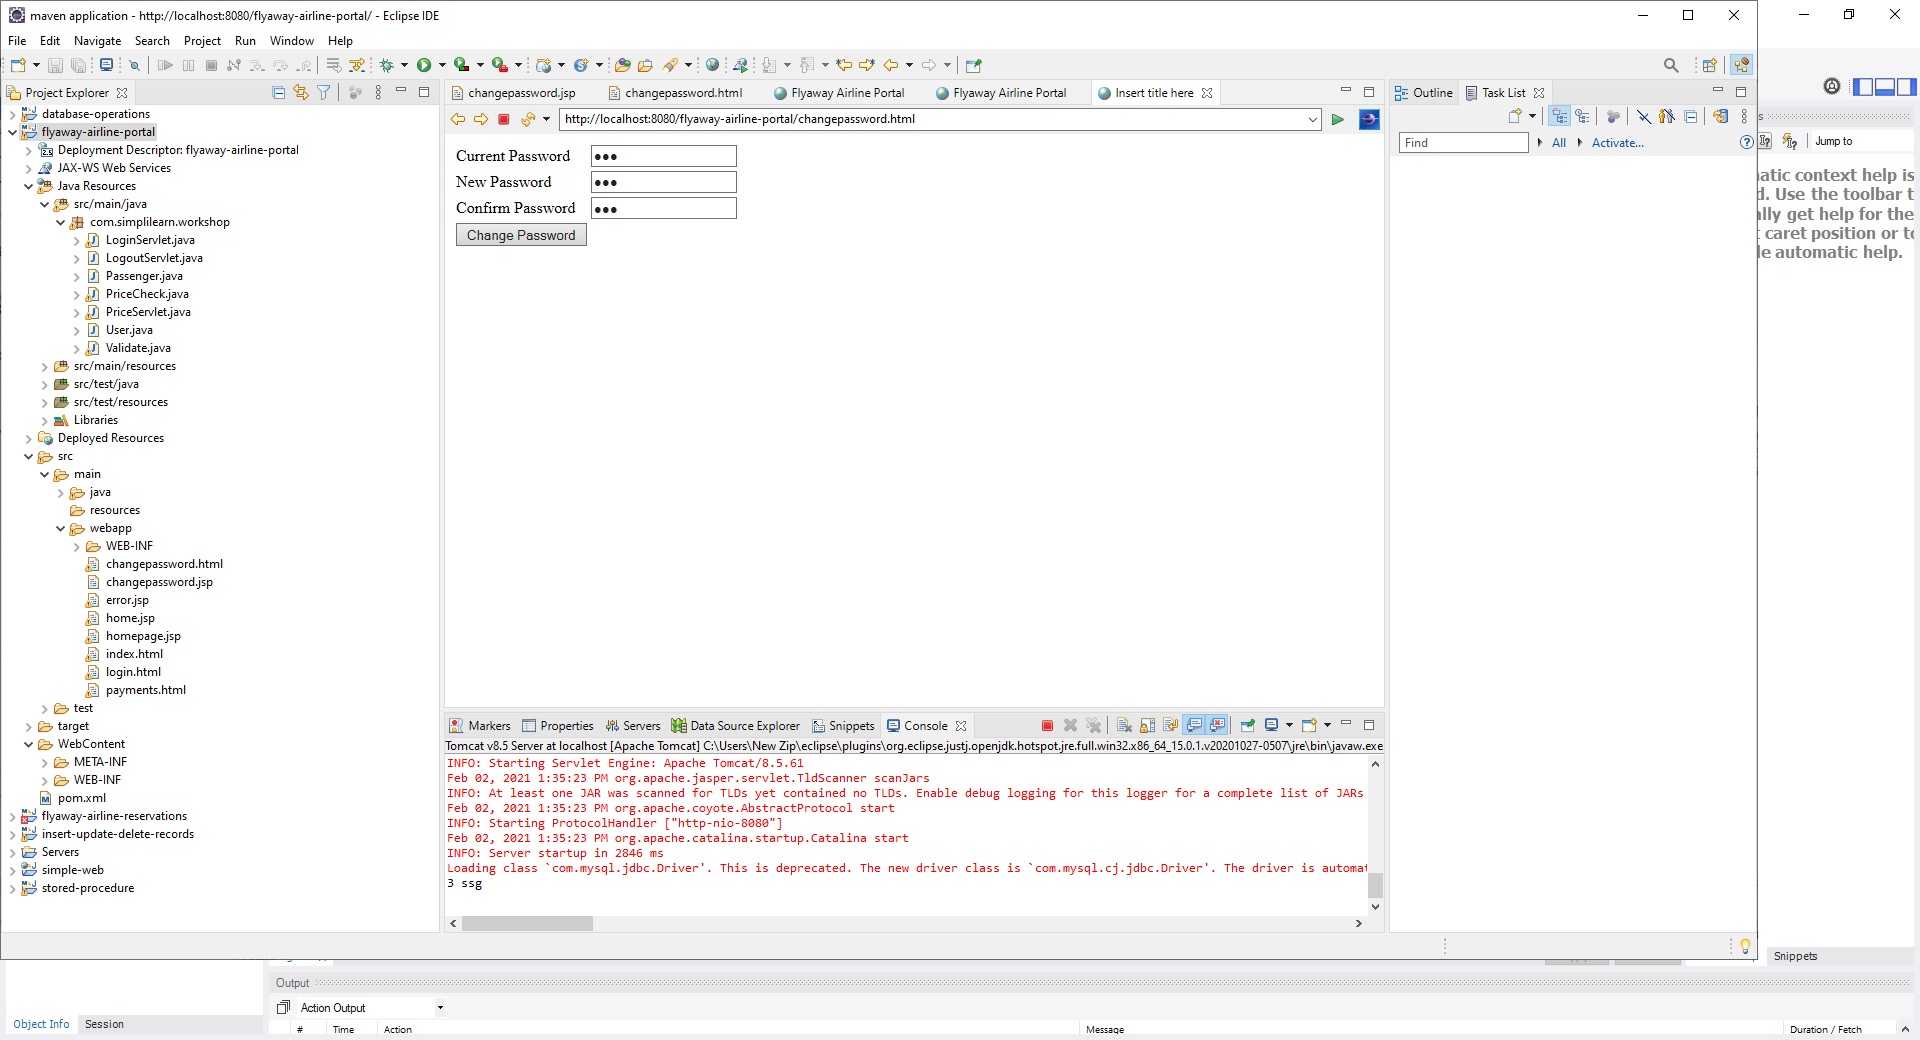 maven application - http://localhost:8080/flyaway-airline-portal/ - Eclipse IDE
File Edit Navigate Search Project Run Window Help
Project Explorer
database-operations
flyaway-airline-portal
Deployment Descriptor: flyaway-airline-portal
JAX-WS Web Services
Java Resources
src/main/java
com.simplilearn.workshop
LoginServlet.java
LogoutServlet.java
Passenger.java
PriceCheck.java
PriceServlet.java
User.java
Validate.java
src/main/resources
src/test/java
src/test/resources
Libraries
Deployed Resources
src
main
java
resources
webapp
WEB-INF
changepassword.html
changepassword.jsp
error.jsp
home.jsp
homepage.jsp
index.html
login.html
payments.html
test
target
WebContent
META-INF
WEB-INF
pom.xml
flyaway-airline-reservations
insert-update-delete-records
Servers
simple-web
stored-procedure
changepassword.jsp changepassword.html Flyaway Airline Portal Flyaway Airline Portal Insert title here
http://localhost:8080/flyaway-airline-portal/changepassword.html
Current Password
New Password
Confirm Password
Change Password
Markers Properties Servers Data Source Explorer Snippets Console
Tomcat v8.5 Server at localhost [Apache Tomcat] C:\Users\New Zip\eclipse\plugins\org.eclipse.justj.openjdk.hotspot.jre.full.win32.x86_64_15.0.1.v20201027-0507\jre\bin\javaw.exe
INFO: Starting Servlet Engine: Apache Tomcat/8.5.61
Feb 02, 2021 1:35:23 PM org.apache.jasper.servlet.TldScanner scanJars
INFO: At least one JAR was scanned for TLDs yet contained no TLDs. Enable debug logging for this logger for a complete list of JARs
Feb 02, 2021 1:35:23 PM org.apache.coyote.AbstractProtocol start
INFO: Starting ProtocolHandler ["http-nio-8080"]
Feb 02, 2021 1:35:23 PM org.apache.catalina.startup.Catalina start
INFO: Server startup in 2846 ms
Loading class `com.mysql.jdbc.Driver'. This is deprecated. The new driver class is `com.mysql.cj.jdbc.Driver'. The driver is automat
3 ssg
Outline Task List
Find All Activate...
Jump to
atic context help is
d. Use the toolbar t
ally get help for the
t caret position or to
le automatic help.
Snippets
Output
Action Output
Object Info Session
# Time Action Message Duration / Fetch